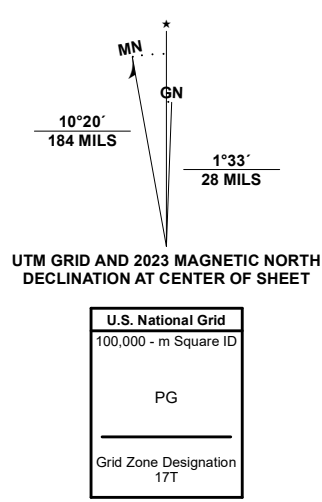 ★
MN
GN
10°20´
184 MILS
1°33´
28 MILS
UTM GRID AND 2023 MAGNETIC NORTH
DECLINATION AT CENTER OF SHEET
U.S. National Grid
100,000 - m Square ID
PG
Grid Zone Designation
17T